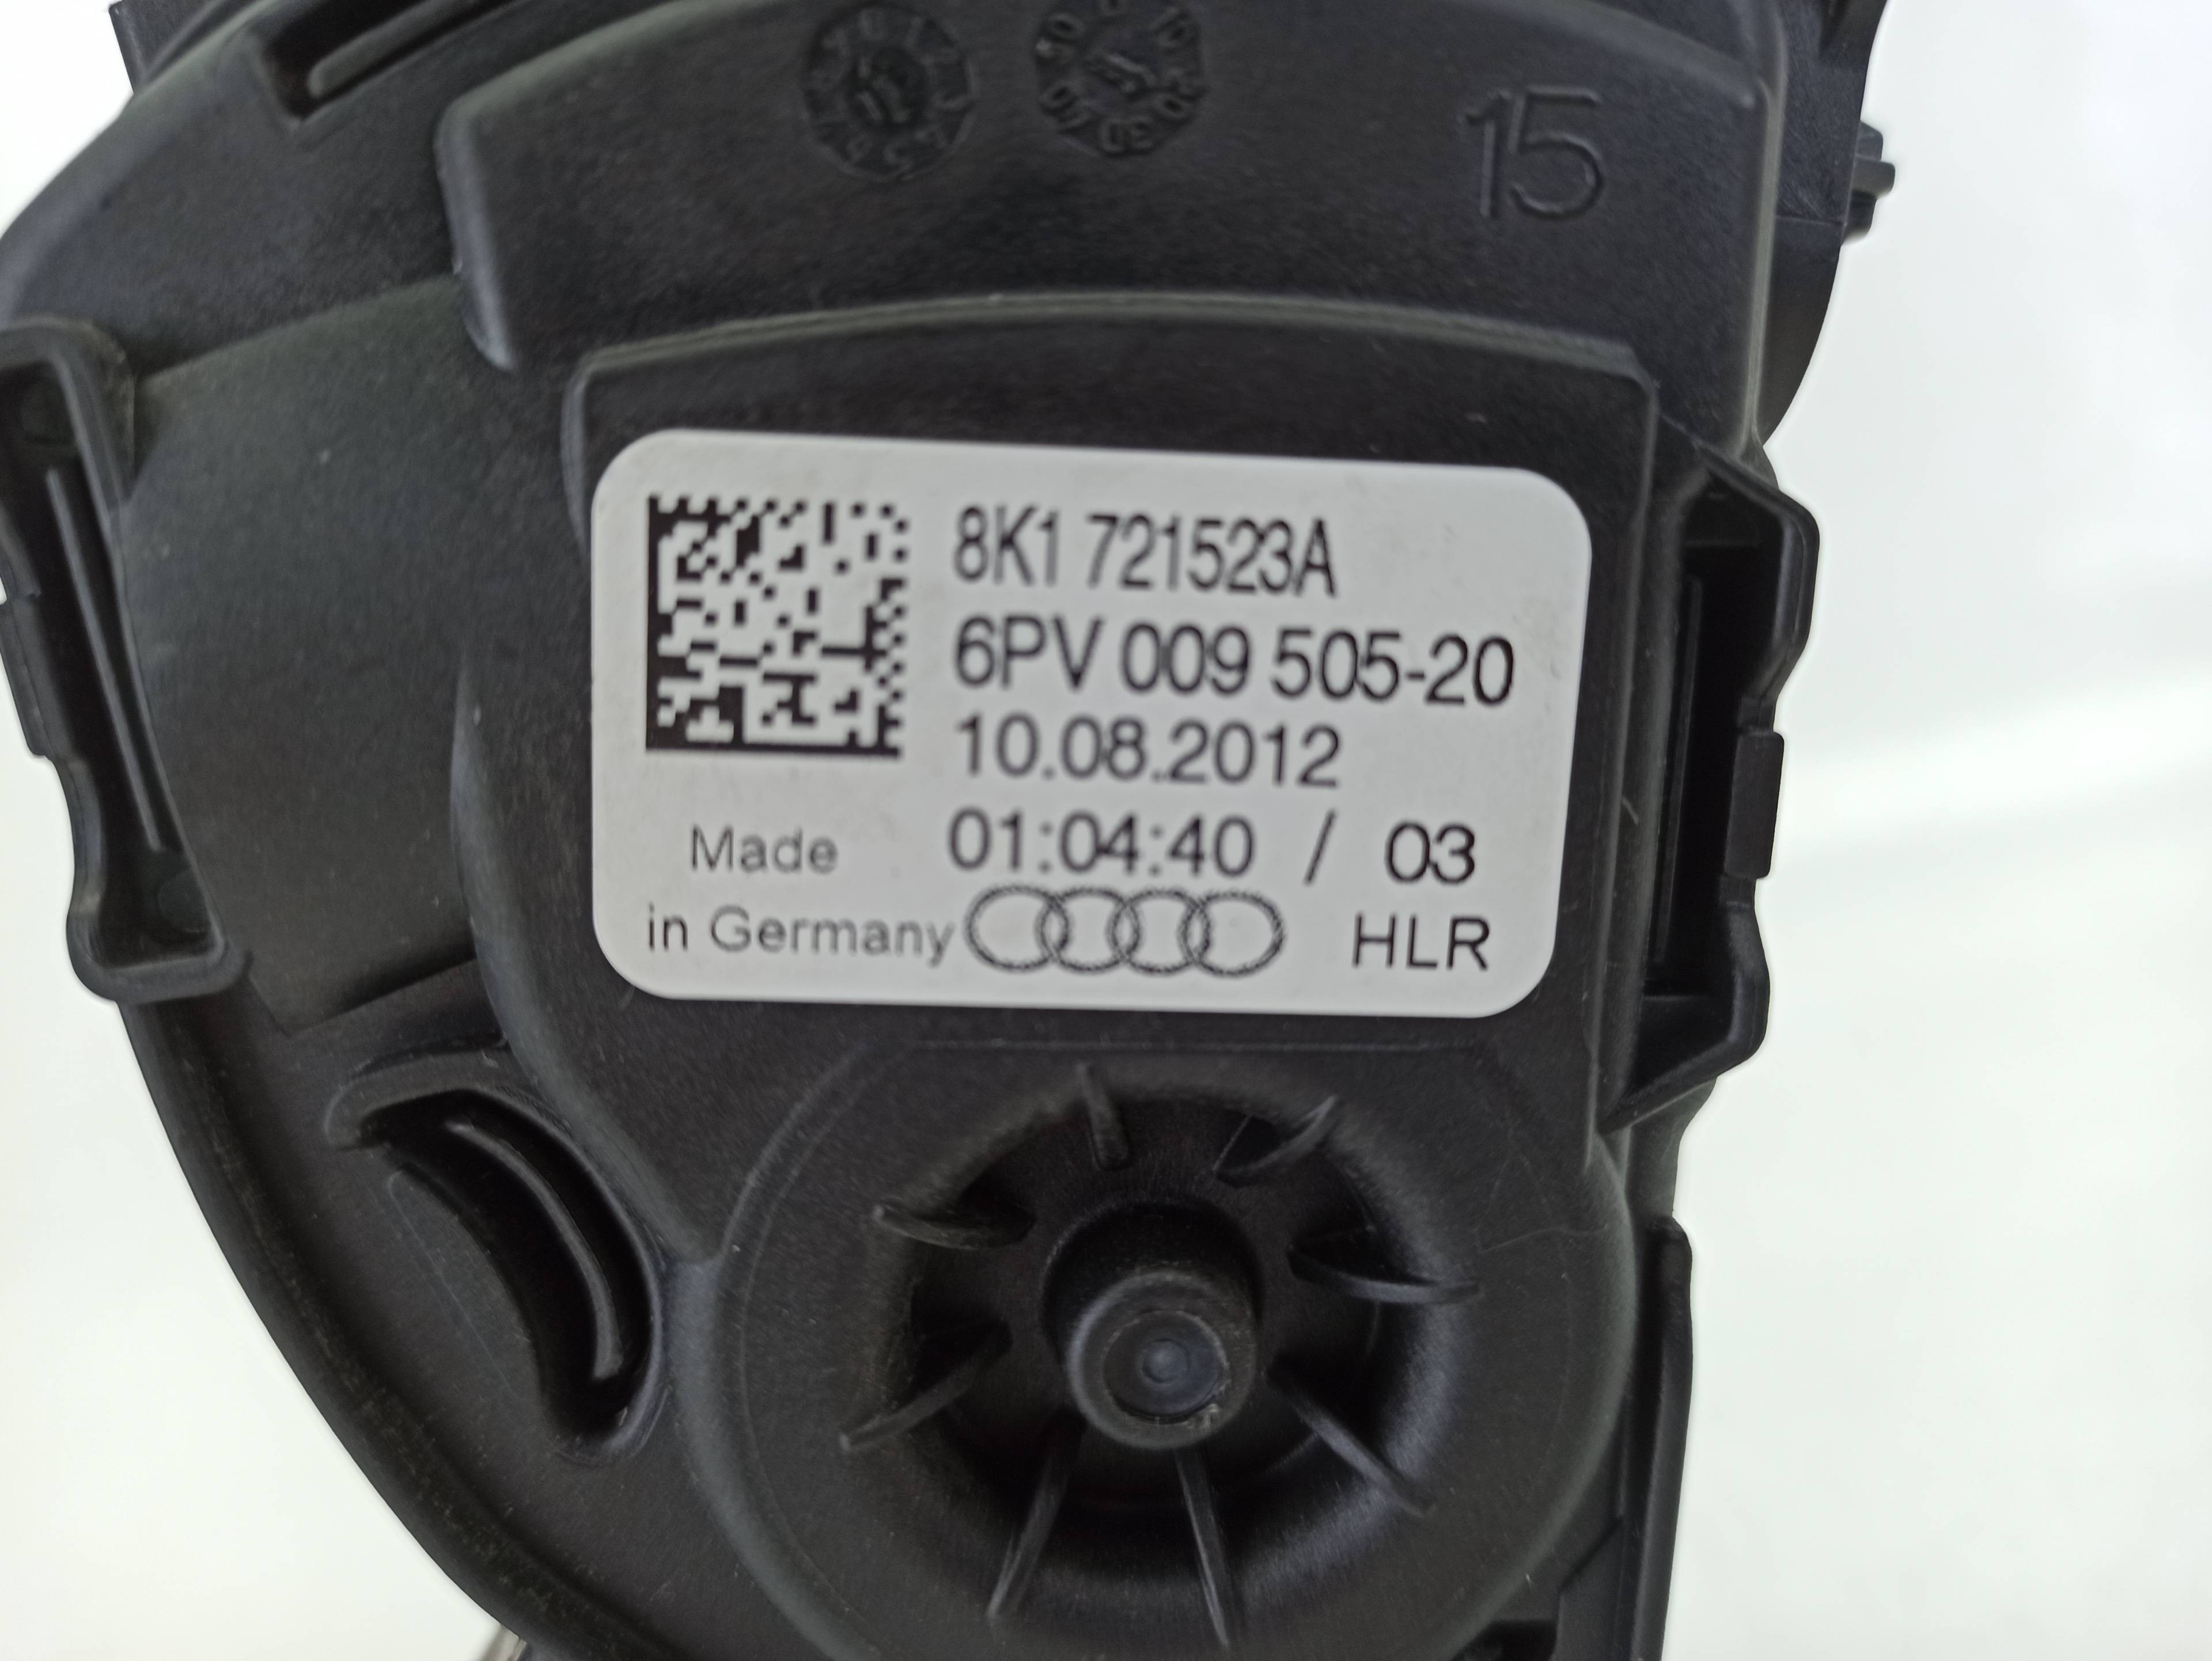 15
8K1 721523A
6PV 009 505-20
10.08.2012
Made 01:04:40 / 03
in Germany HLR